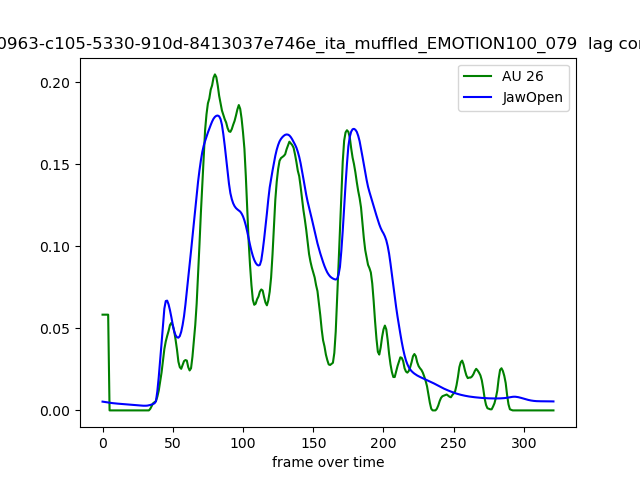 0963-c105-5330-910d-8413037e746e_ita_muffled_EMOTION100_079 lag
AU 26
JawOpen
0.20
0.15
0.10
0.05
0.00
0 50 100 150 200 250 300
frame over time